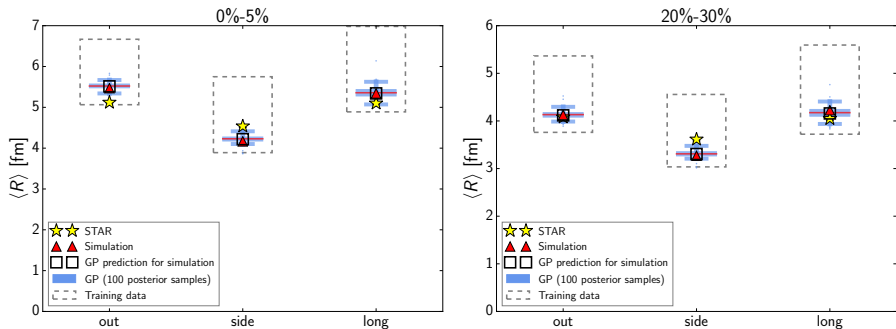 0%-5%
7
6
5
4
3
2
1
0
⟨R⟩ [fm]
STAR
Simulation
GP prediction for simulation
GP (100 posterior samples)
Training data
out side long
20%-30%
6
5
4
3
2
1
0
⟨R⟩ [fm]
STAR
Simulation
GP prediction for simulation
GP (100 posterior samples)
Training data
out side long